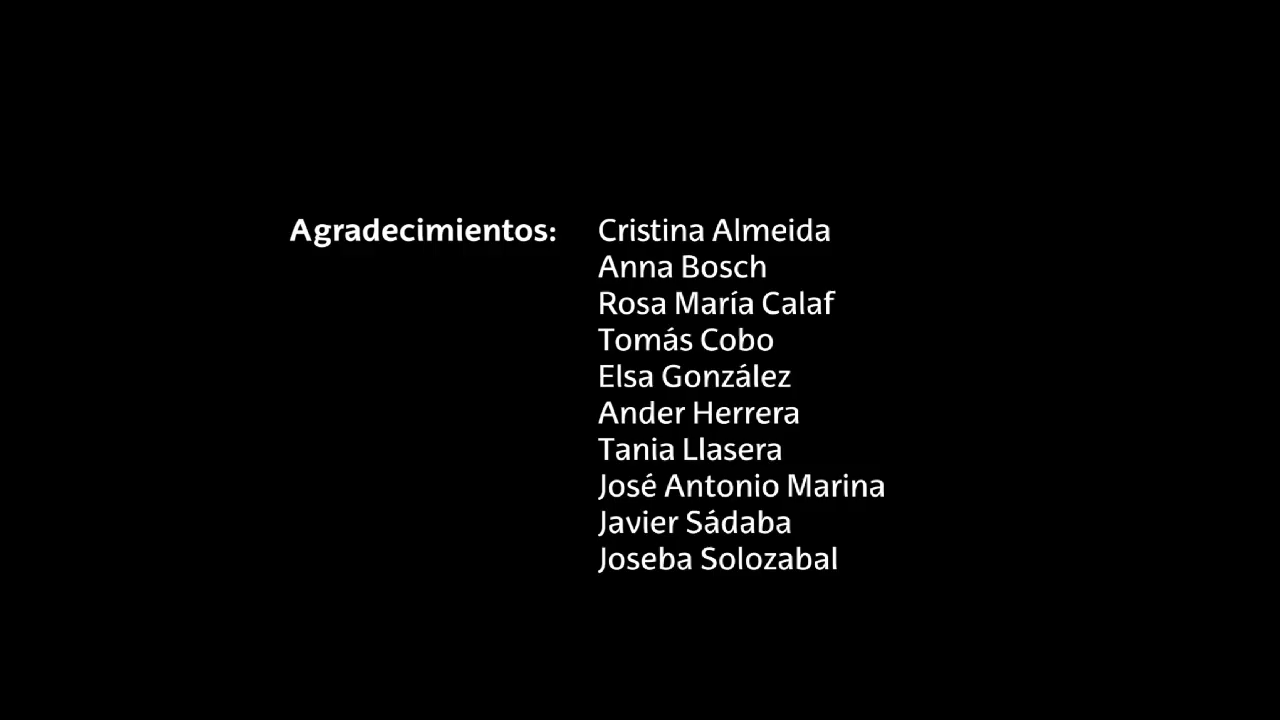 Agradecimientos: Cristina Almeida
Anna Bosch
Rosa María Calaf
Tomás Cobo
Elsa González
Ander Herrera
Tania Llasera
José Antonio Marina
Javier Sádaba
Joseba Solozabal